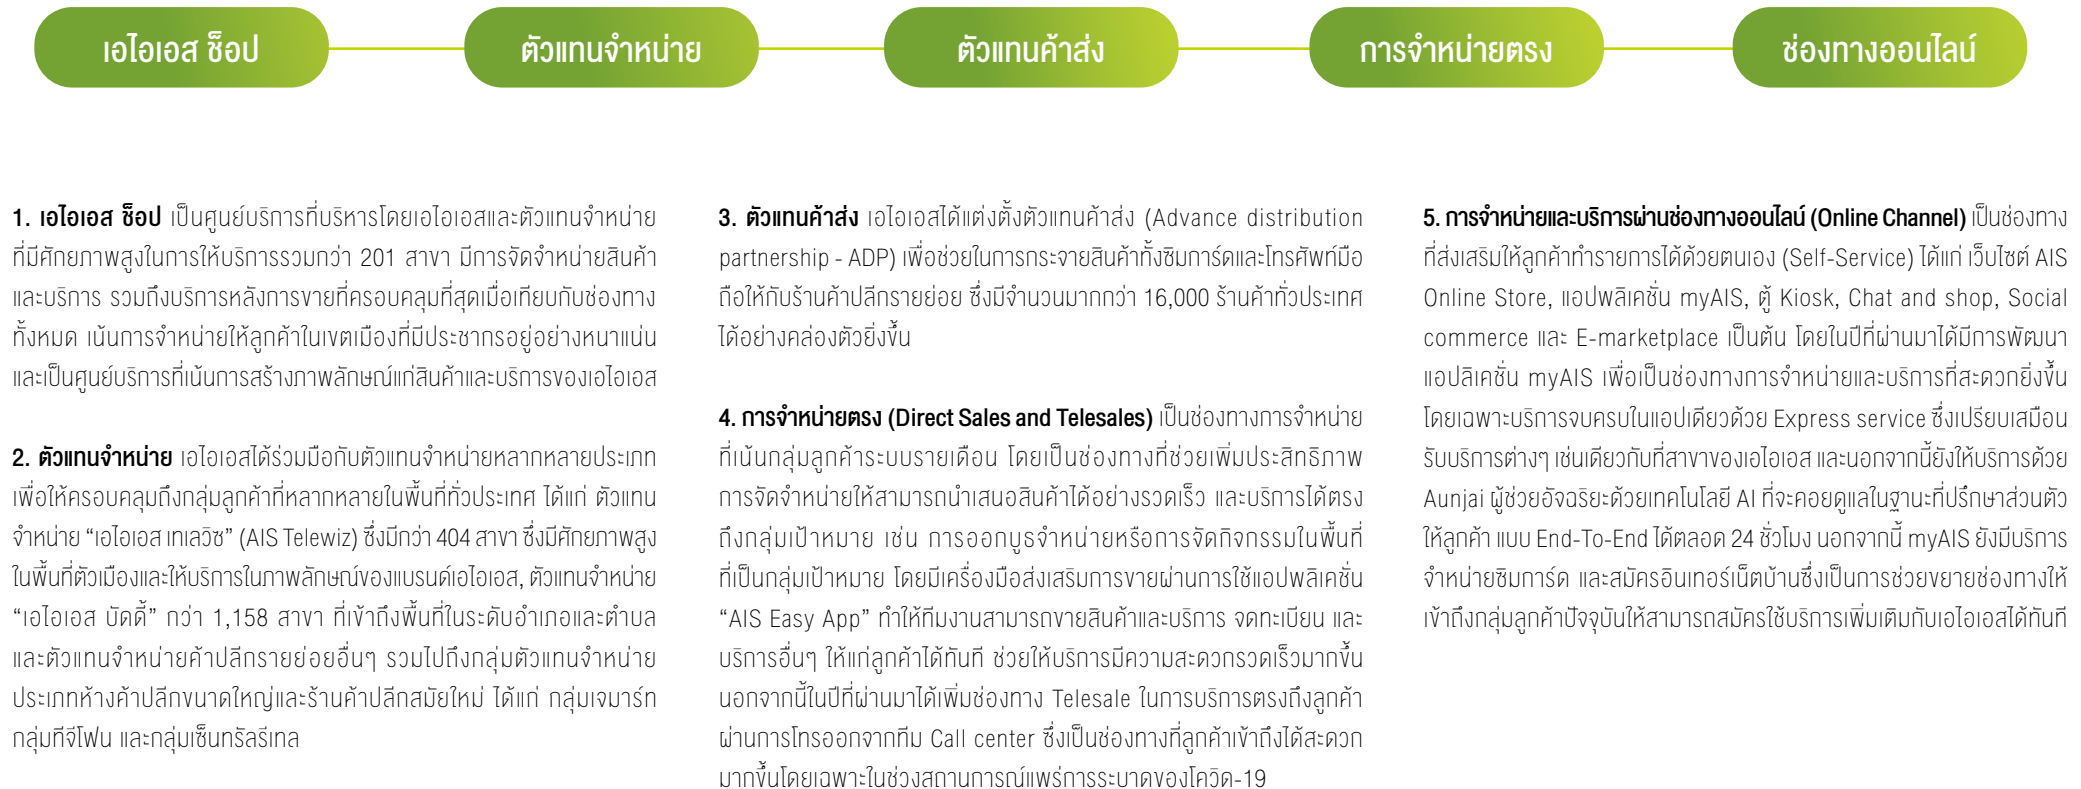 เอไอเอส ช็อป
ตัวแทนจำหน่าย
ตัวแทนค้าส่ง
การจำหน่ายตรง
ช่องทางออนไลน์
1. เอไอเอส ช็อป เป็นศูนย์บริการที่บริหารโดยเอไอเอสและตัวแทนจำหน่าย
ที่มีศักยภาพสูงในการให้บริการรวมกว่า 201 สาขา มีการจัดจำหน่ายสินค้า
และบริการ รวมถึงบริการหลังการขายที่ครอบคลุมที่สุดเมื่อเทียบกับช่องทาง
ทั้งหมด เน้นการจำหน่ายให้ลูกค้าในเขตเมืองที่มีประชากรอยู่อย่างหนาแน่น
และเป็นศูนย์บริการที่เน้นการสร้างภาพลักษณ์แก่สินค้าและบริการของเอไอเอส
2. ตัวแทนจำหน่าย เอไอเอสได้ร่วมมือกับตัวแทนจำหน่ายหลากหลายประเภท
เพื่อให้ครอบคลุมถึงกลุ่มลูกค้าที่หลากหลายในพื้นที่ทั่วประเทศ ได้แก่ ตัวแทน
จำหน่าย “เอไอเอส เทเลวิซ” (AIS Telewiz) ซึ่งมีกว่า 404 สาขา ซึ่งมีศักยภาพสูง
ในพื้นที่ตัวเมืองและให้บริการในภาพลักษณ์ของแบรนด์เอไอเอส, ตัวแทนจำหน่าย
“เอไอเอส บัดดี้” กว่า 1,158 สาขา ที่เข้าถึงพื้นที่ในระดับอำเภอและตำบล
และตัวแทนจำหน่ายค้าปลีกรายย่อยอื่นๆ รวมไปถึงกลุ่มตัวแทนจำหน่าย
ประเภทห้างค้าปลีกขนาดใหญ่และร้านค้าปลีกสมัยใหม่ ได้แก่ กลุ่มเจมาร์ท
กลุ่มทีจีโฟน และกลุ่มเซ็นทรัลรีเทล
3. ตัวแทนค้าส่ง เอไอเอสได้แต่งตั้งตัวแทนค้าส่ง (Advance distribution
partnership - ADP) เพื่อช่วยในการกระจายสินค้าทั้งซิมการ์ดและโทรศัพท์มือ
ถือให้กับร้านค้าปลีกรายย่อย ซึ่งมีจำนวนมากกว่า 16,000 ร้านค้าทั่วประเทศ
ได้อย่างคล่องตัวยิ่งขึ้น
4. การจำหน่ายตรง (Direct Sales and Telesales) เป็นช่องทางการจำหน่าย
ที่เน้นกลุ่มลูกค้าระบบรายเดือน โดยเป็นช่องทางที่ช่วยเพิ่มประสิทธิภาพ
การจัดจำหน่ายให้สามารถนำเสนอสินค้าได้อย่างรวดเร็ว และบริการได้ตรง
ถึงกลุ่มเป้าหมาย เช่น การออกบูธจำหน่ายหรือการจัดกิจกรรมในพื้นที่
ที่เป็นกลุ่มเป้าหมาย โดยมีเครื่องมือส่งเสริมการขายผ่านการใช้แอปพลิเคชั่น
“AIS Easy App” ทำให้ทีมงานสามารถขายสินค้าและบริการ จดทะเบียน และ
บริการอื่นๆ ให้แก่ลูกค้าได้ทันที ช่วยให้บริการมีความสะดวกรวดเร็วมากขึ้น
นอกจากนี้ในปีที่ผ่านมาได้เพิ่มช่องทาง Telesale ในการบริการตรงถึงลูกค้า
ผ่านการโทรออกจากทีม Call center ซึ่งเป็นช่องทางที่ลูกค้าเข้าถึงได้สะดวก
มากขึ้นโดยเฉพาะในช่วงสถานการณ์แพร่การระบาดของโควิด-19
5. การจำหน่ายและบริการผ่านช่องทางออนไลน์ (Online Channel) เป็นช่องทาง
ที่ส่งเสริมให้ลูกค้าทำรายการได้ด้วยตนเอง (Self-Service) ได้แก่ เว็บไซต์ AIS
Online Store, แอปพลิเคชั่น myAIS, ตู้ Kiosk, Chat and shop, Social
commerce และ E-marketplace เป็นต้น โดยในปีที่ผ่านมาได้มีการพัฒนา
แอปลิเคชั่น myAIS เพื่อเป็นช่องทางการจำหน่ายและบริการที่สะดวกยิ่งขึ้น
โดยเฉพาะบริการจบครบในแอปเดียวด้วย Express service ซึ่งเปรียบเสมือน
รับบริการต่างๆ เช่นเดียวกับที่สาขาของเอไอเอส และนอกจากนี้ยังให้บริการด้วย
Aunjai ผู้ช่วยอัจฉริยะด้วยเทคโนโลยี AI ที่จะคอยดูแลในฐานะที่ปรึกษาส่วนตัว
ให้ลูกค้า แบบ End-To-End ได้ตลอด 24 ชั่วโมง นอกจากนี้ myAIS ยังมีบริการ
จำหน่ายซิมการ์ด และสมัครอินเทอร์เน็ตบ้านซึ่งเป็นการช่วยขยายช่องทางให้
เข้าถึงกลุ่มลูกค้าปัจจุบันให้สามารถสมัครใช้บริการเพิ่มเติมกับเอไอเอสได้ทันที